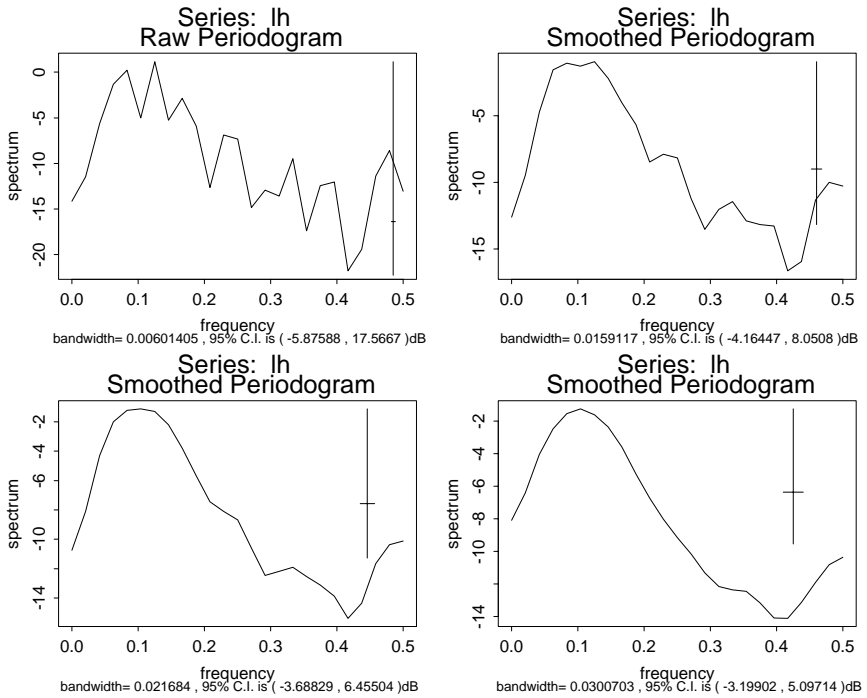 Series: lh
Raw Periodogram
spectrum
0
-5
-10
-15
-20
0.0 0.1 0.2 0.3 0.4 0.5
frequency
bandwidth= 0.00601405 , 95% C.I. is ( -5.87588 , 17.5667 )dB
Series: lh
Smoothed Periodogram
spectrum
-5
-10
-15
0.0 0.1 0.2 0.3 0.4 0.5
frequency
bandwidth= 0.0159117 , 95% C.I. is ( -4.16447 , 8.0508 )dB
Series: lh
Smoothed Periodogram
spectrum
-2
-4
-6
-10
-14
0.0 0.1 0.2 0.3 0.4 0.5
frequency
bandwidth= 0.021684 , 95% C.I. is ( -3.68829 , 6.45504 )dB
Series: lh
Smoothed Periodogram
spectrum
-2
-4
-6
-10
-14
0.0 0.1 0.2 0.3 0.4 0.5
frequency
bandwidth= 0.0300703 , 95% C.I. is ( -3.19902 , 5.09714 )dB